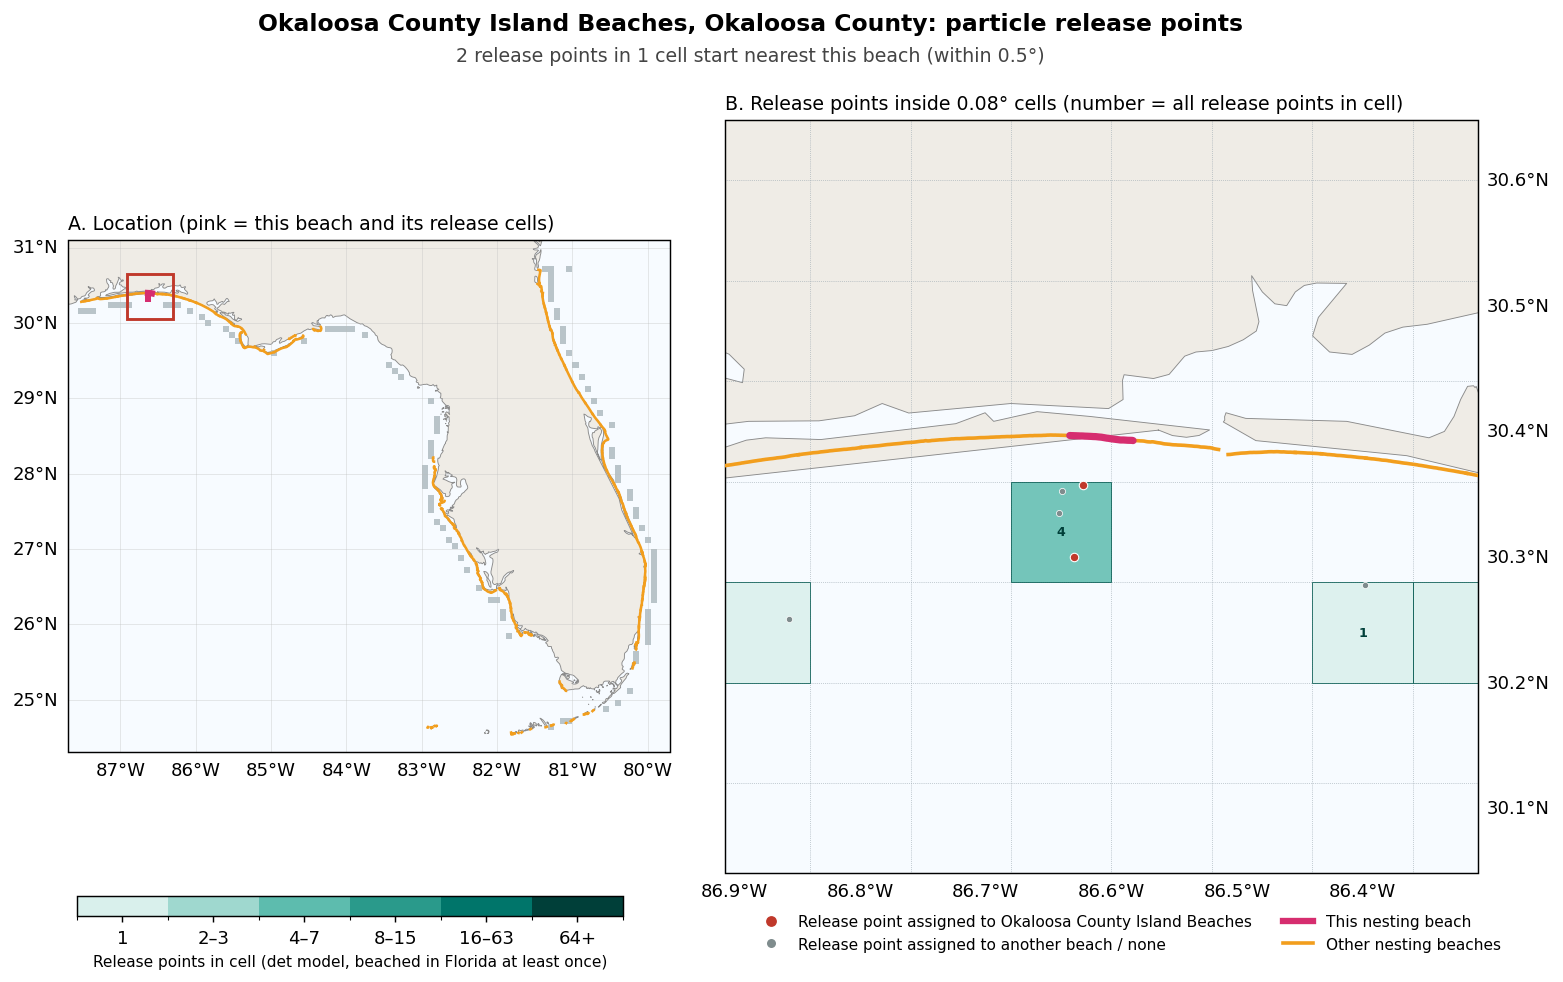 Okaloosa County Island Beaches, Okaloosa County: particle release points
2 release points in 1 cell start nearest this beach (within 0.5°)
A. Location (pink = this beach and its release cells)
31°N
30°N
29°N
28°N
27°N
26°N
25°N
87°W
86°W
85°W
84°W
83°W
82°W
81°W
80°W
B. Release points inside 0.08° cells (number = all release points in cell)
4
1
30.6°N
30.5°N
30.4°N
30.3°N
30.2°N
30.1°N
86.9°W
86.8°W
86.7°W
86.6°W
86.5°W
86.4°W
1
2–3
4–7
8–15
16–63
64+
Release points in cell (det model, beached in Florida at least once)
Release point assigned to Okaloosa County Island Beaches
Release point assigned to another beach / none
This nesting beach
Other nesting beaches